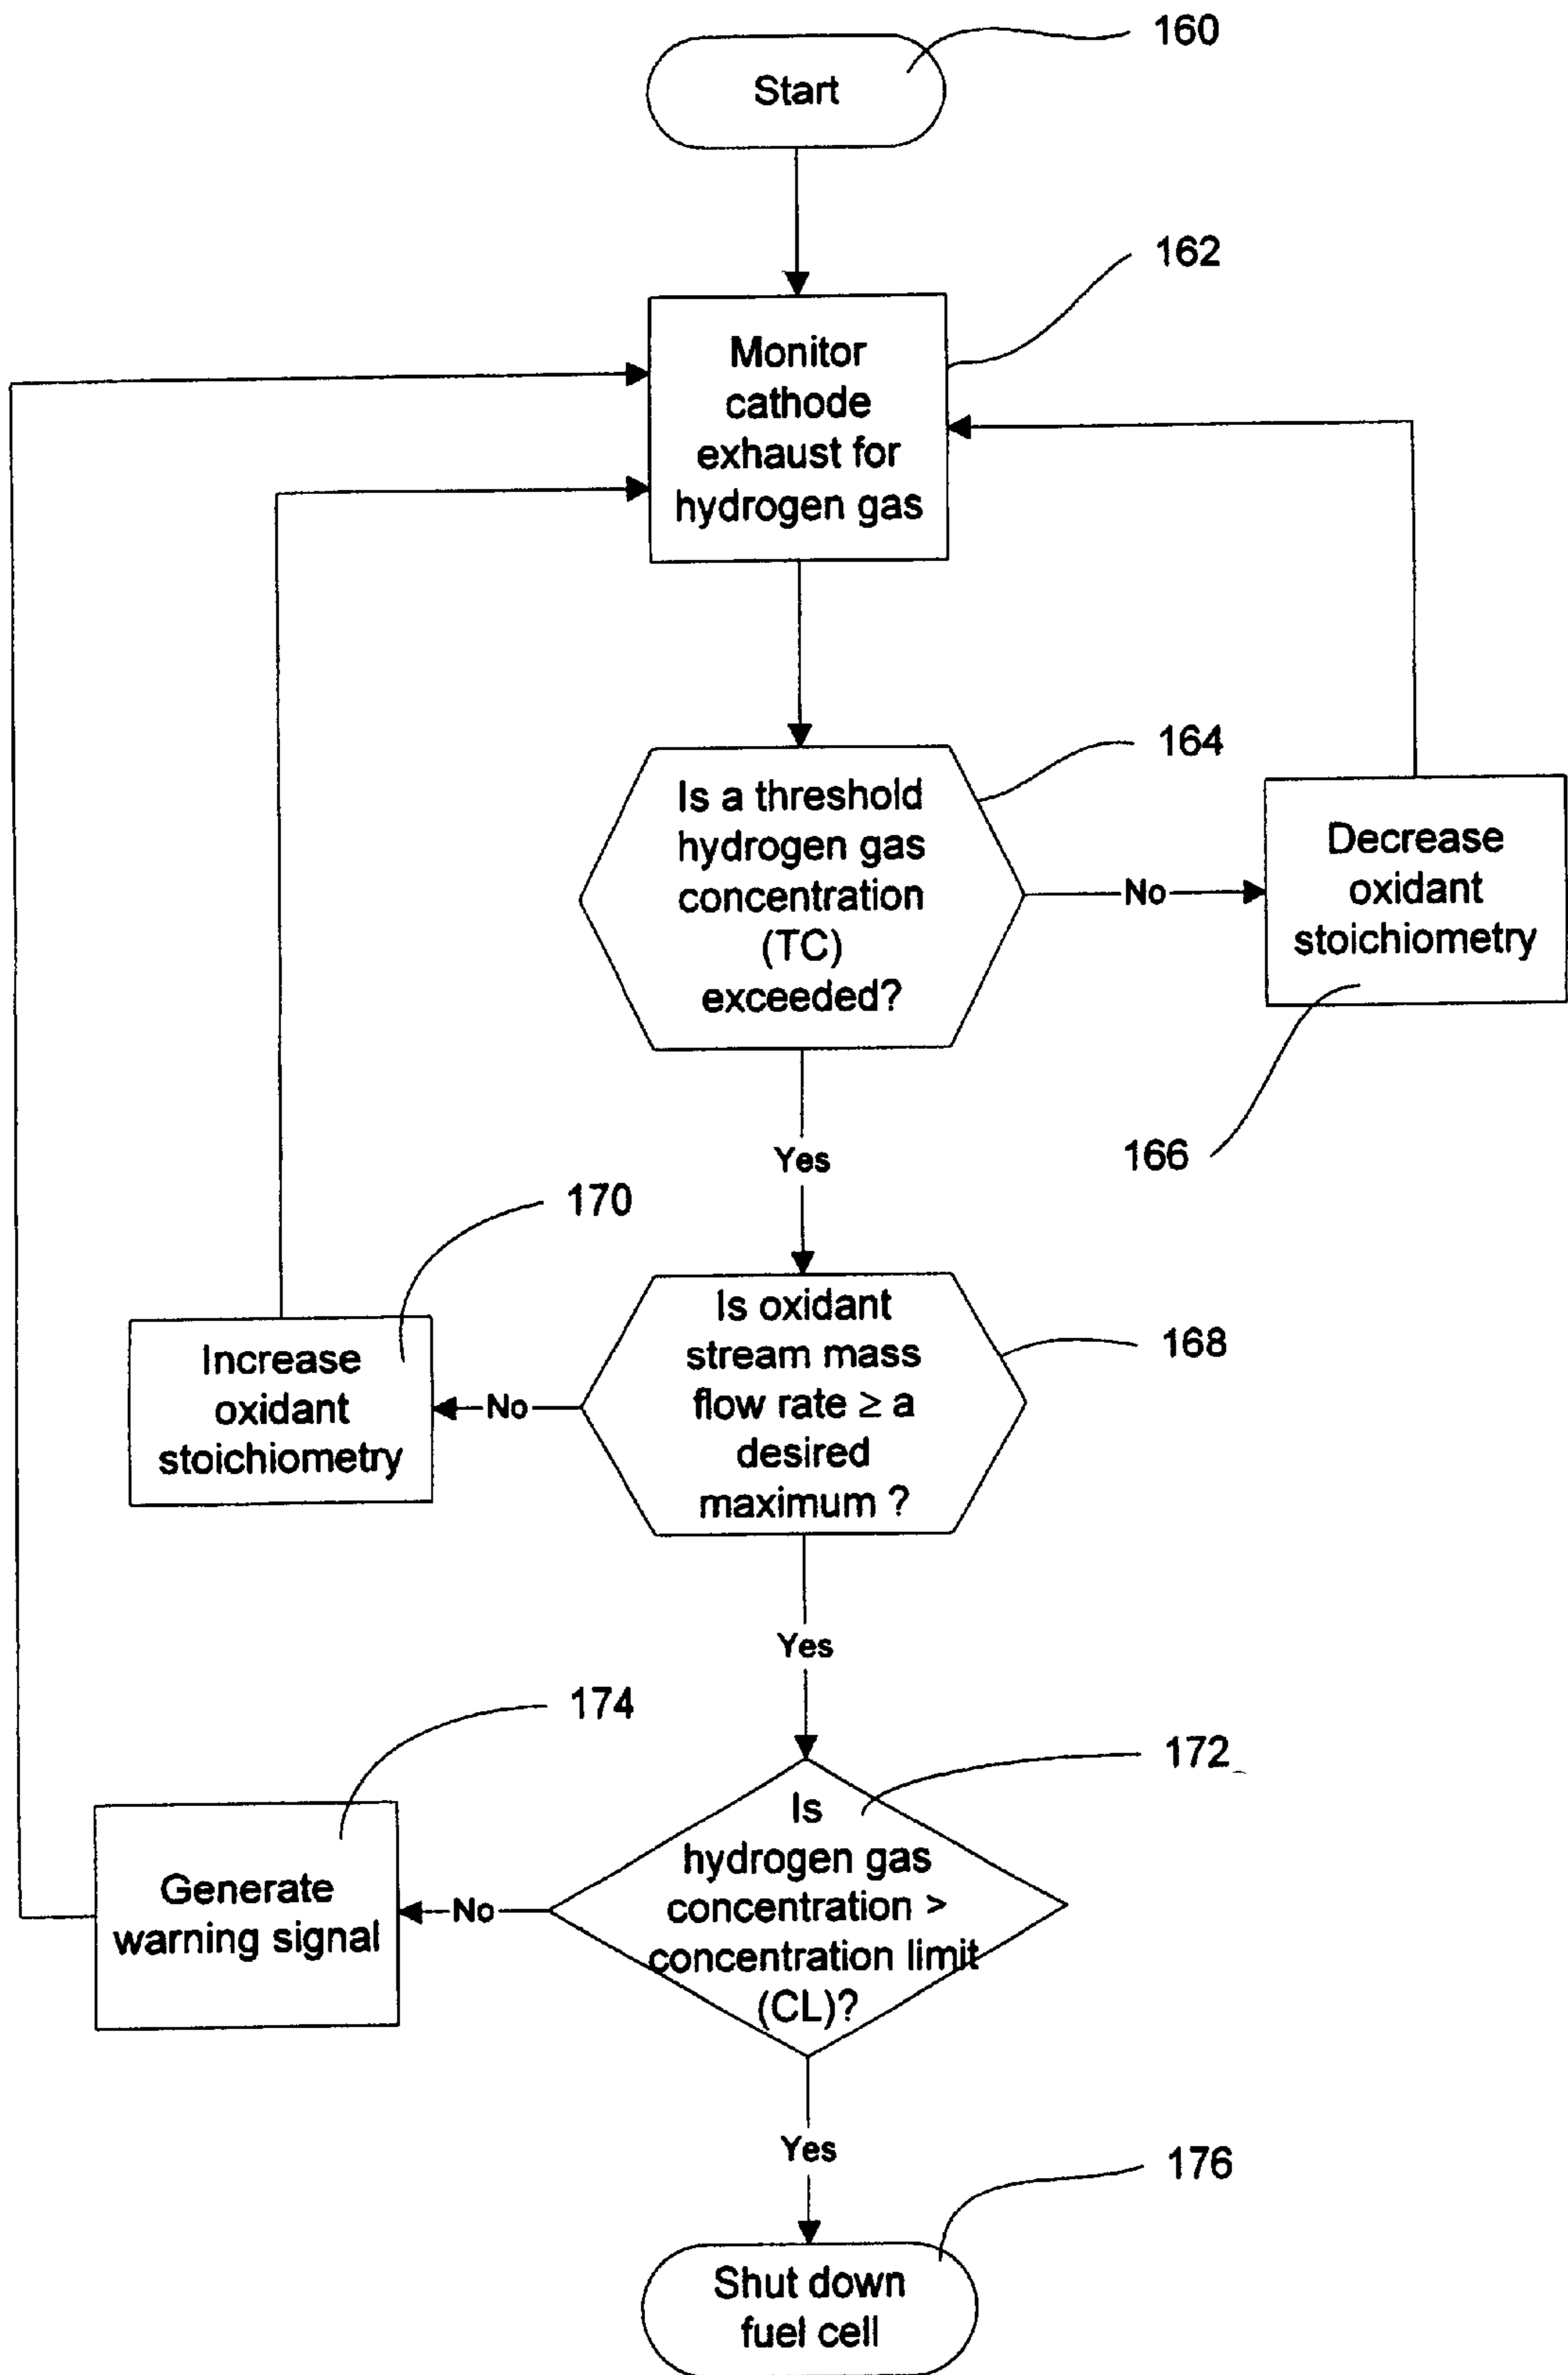 160
Start
162
Monitor
cathode
exhaust for
hydrogen gas
164
Is a threshold
hydrogen gas
concentration
(TC)
exceeded?
No
Decrease
oxidant
stoichiometry
166
Yes
170
Increase
oxidant
stoichiometry
No
Is oxidant
stream mass
flow rate ≥ a
desired
maximum ?
168
Yes
174
172
Generate
warning signal
No
Is
hydrogen gas
concentration >
concentration limit
(CL)?
Yes
176
Shut down
fuel cell